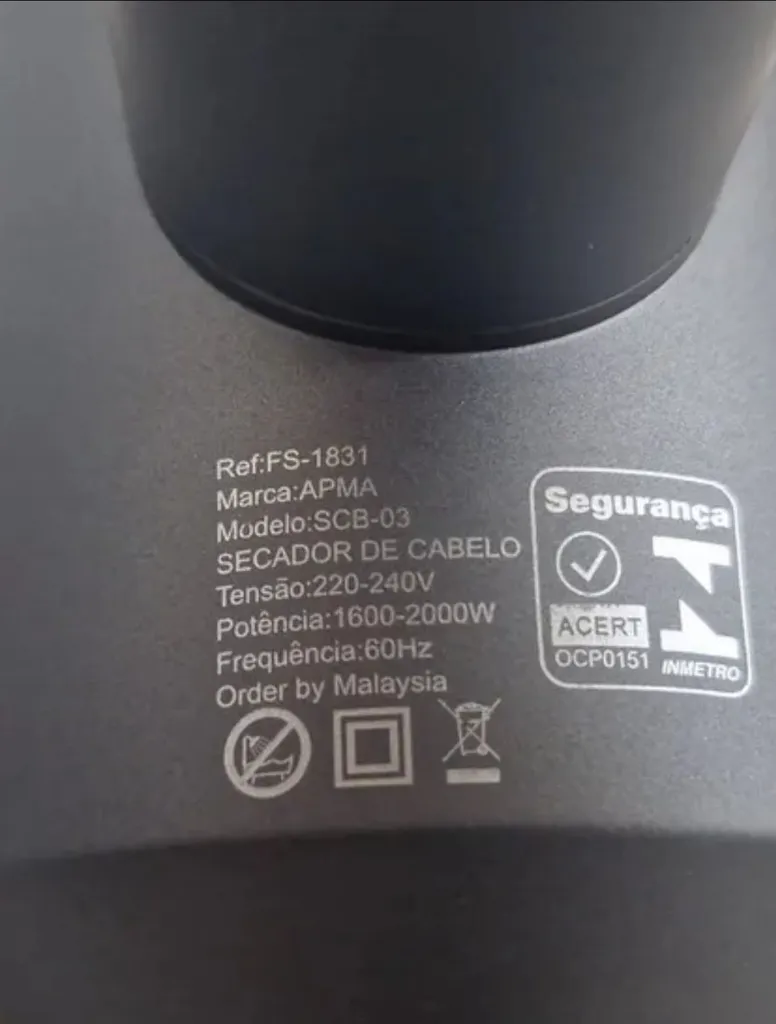 Ref:FS-1831
Marca:APMA
Modelo:SCB-03
SECADOR DE CABELO
Tensão:220-240V
Potência:1600-2000W
Frequência:60Hz
Order by Malaysia
Segurança
ACERT
OCP0151
INMETRO